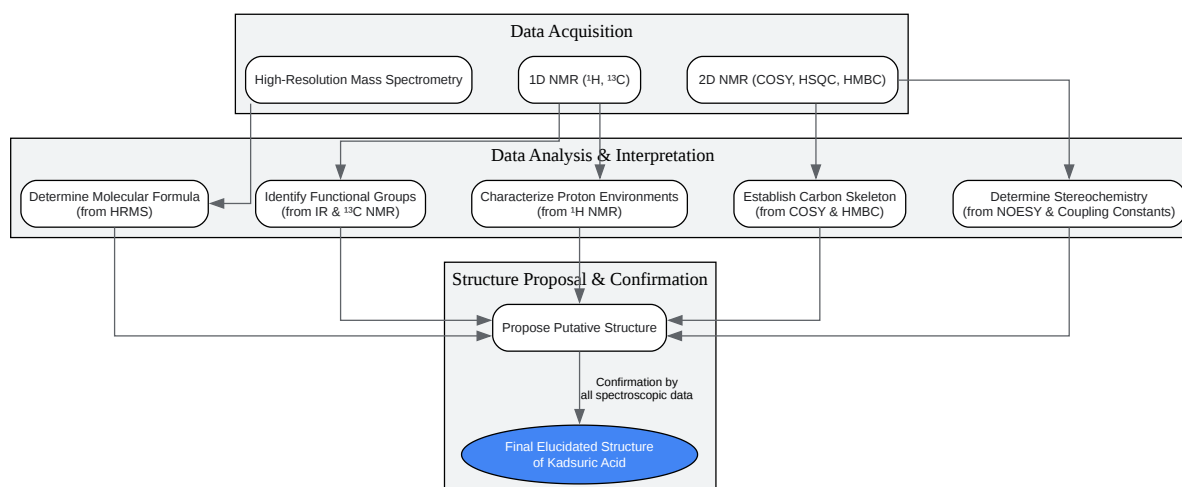 Data Acquisition
High-Resolution Mass Spectrometry
1D NMR (¹H, ¹³C)
2D NMR (COSY, HSQC, HMBC)
Data Analysis & Interpretation
Determine Molecular Formula
(from HRMS)
Identify Functional Groups
(from IR & ¹³C NMR)
Characterize Proton Environments
(from ¹H NMR)
Establish Carbon Skeleton
(from COSY & HMBC)
Determine Stereochemistry
(from NOESY & Coupling Constants)
Structure Proposal & Confirmation
Propose Putative Structure
Confirmation by
all spectroscopic data
Final Elucidated Structure
of Kadsuric Acid